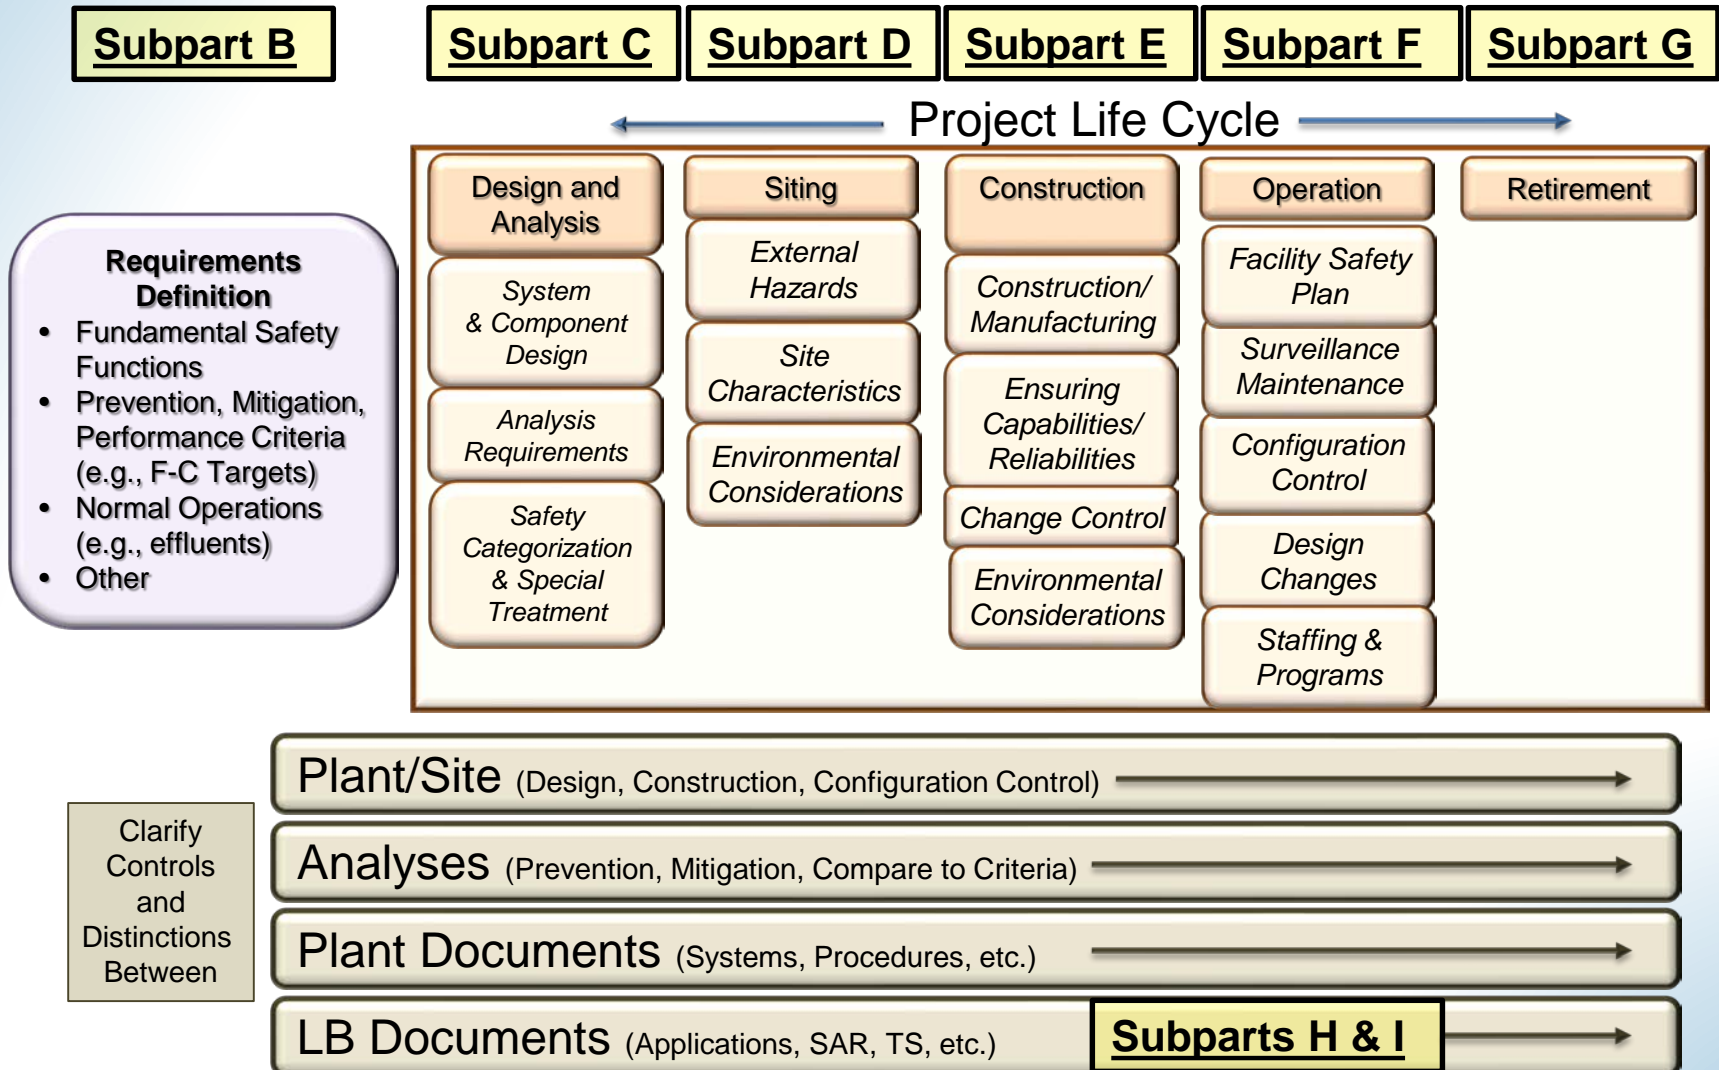 Subpart B
Subpart C
Subpart D
Subpart E
Subpart F
Subpart G
Project Life Cycle
Requirements
Definition
• Fundamental Safety
Functions
• Prevention, Mitigation,
Performance Criteria
(e.g., F-C Targets)
• Normal Operations
(e.g., effluents)
• Other
Design and
Analysis
System
& Component
Design
Analysis
Requirements
Safety
Categorization
& Special
Treatment
Siting
External
Hazards
Site
Characteristics
Environmental
Considerations
Construction
Construction/
Manufacturing
Ensuring
Capabilities/
Reliabilities
Change Control
Environmental
Considerations
Operation
Facility Safety
Plan
Surveillance
Maintenance
Configuration
Control
Design
Changes
Staffing &
Programs
Retirement
Clarify
Controls
and
Distinctions
Between
Plant/Site (Design, Construction, Configuration Control)
Analyses (Prevention, Mitigation, Compare to Criteria)
Plant Documents (Systems, Procedures, etc.)
LB Documents (Applications, SAR, TS, etc.)
Subparts H & I